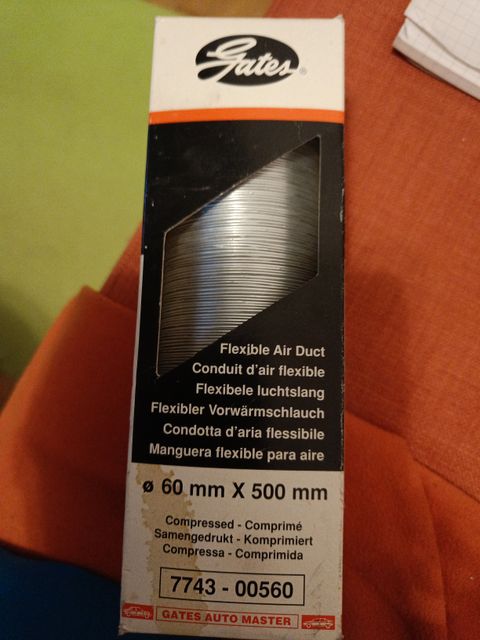 Gates®
Flexible Air Duct
Conduit d'air flexible
Flexibele luchtslang
Flexibler Vorwärmschlauch
Condotta d'aria flessibile
Manguera flexible para aire
ø 60 mm X 500 mm
Compressed - Comprimé
Samengedrukt - Komprimiert
Compressa - Comprimida
7743 - 00560
GATES AUTO MASTER